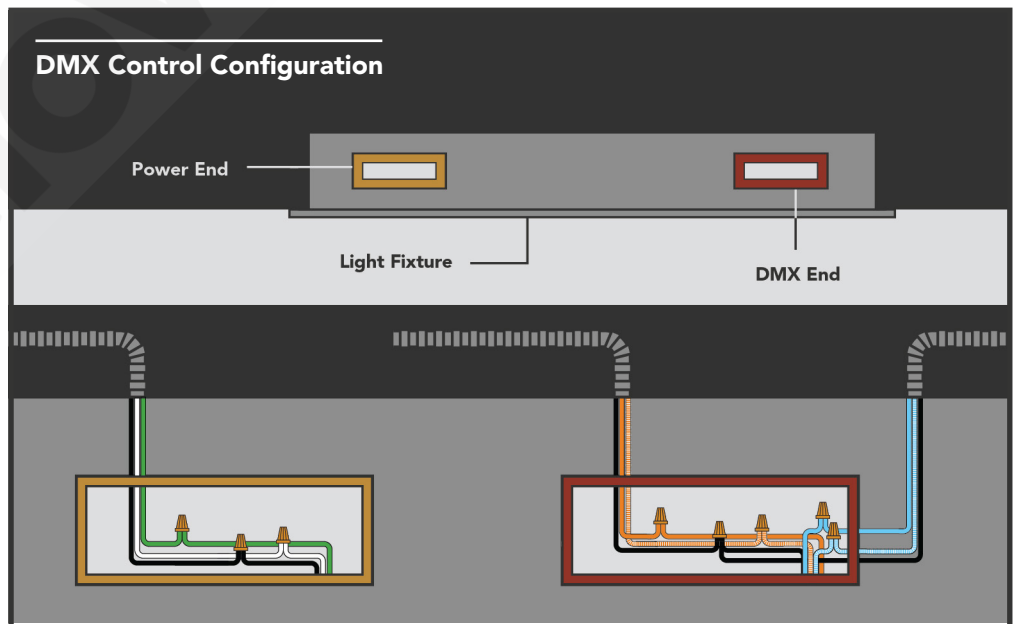 DMX Control Configuration
Power End
Light Fixture
DMX End